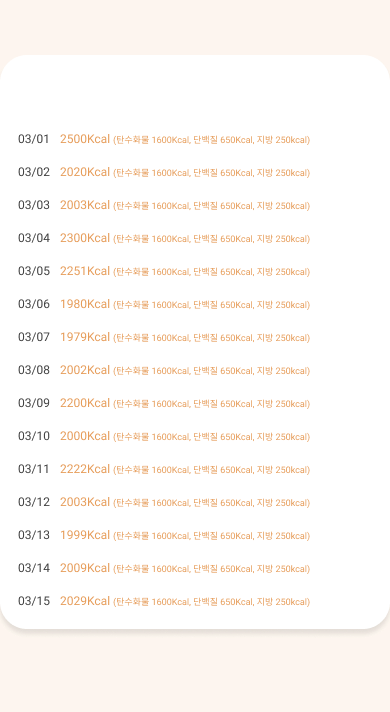 03/01 2500Kcal (탄수화물 1600Kcal, 단백질 650Kcal, 지방 250kcal)
03/02 2020Kcal (탄수화물 1600Kcal, 단백질 650Kcal, 지방 250kcal)
03/03 2003Kcal (탄수화물 1600Kcal, 단백질 650Kcal, 지방 250kcal)
03/04 2300Kcal (탄수화물 1600Kcal, 단백질 650Kcal, 지방 250kcal)
03/05 2251Kcal (탄수화물 1600Kcal, 단백질 650Kcal, 지방 250kcal)
03/06 1980Kcal (탄수화물 1600Kcal, 단백질 650Kcal, 지방 250kcal)
03/07 1979Kcal (탄수화물 1600Kcal, 단백질 650Kcal, 지방 250kcal)
03/08 2002Kcal (탄수화물 1600Kcal, 단백질 650Kcal, 지방 250kcal)
03/09 2200Kcal (탄수화물 1600Kcal, 단백질 650Kcal, 지방 250kcal)
03/10 2000Kcal (탄수화물 1600Kcal, 단백질 650Kcal, 지방 250kcal)
03/11 2222Kcal (탄수화물 1600Kcal, 단백질 650Kcal, 지방 250kcal)
03/12 2003Kcal (탄수화물 1600Kcal, 단백질 650Kcal, 지방 250kcal)
03/13 1999Kcal (탄수화물 1600Kcal, 단백질 650Kcal, 지방 250kcal)
03/14 2009Kcal (탄수화물 1600Kcal, 단백질 650Kcal, 지방 250kcal)
03/15 2029Kcal (탄수화물 1600Kcal, 단백질 650Kcal, 지방 250kcal)